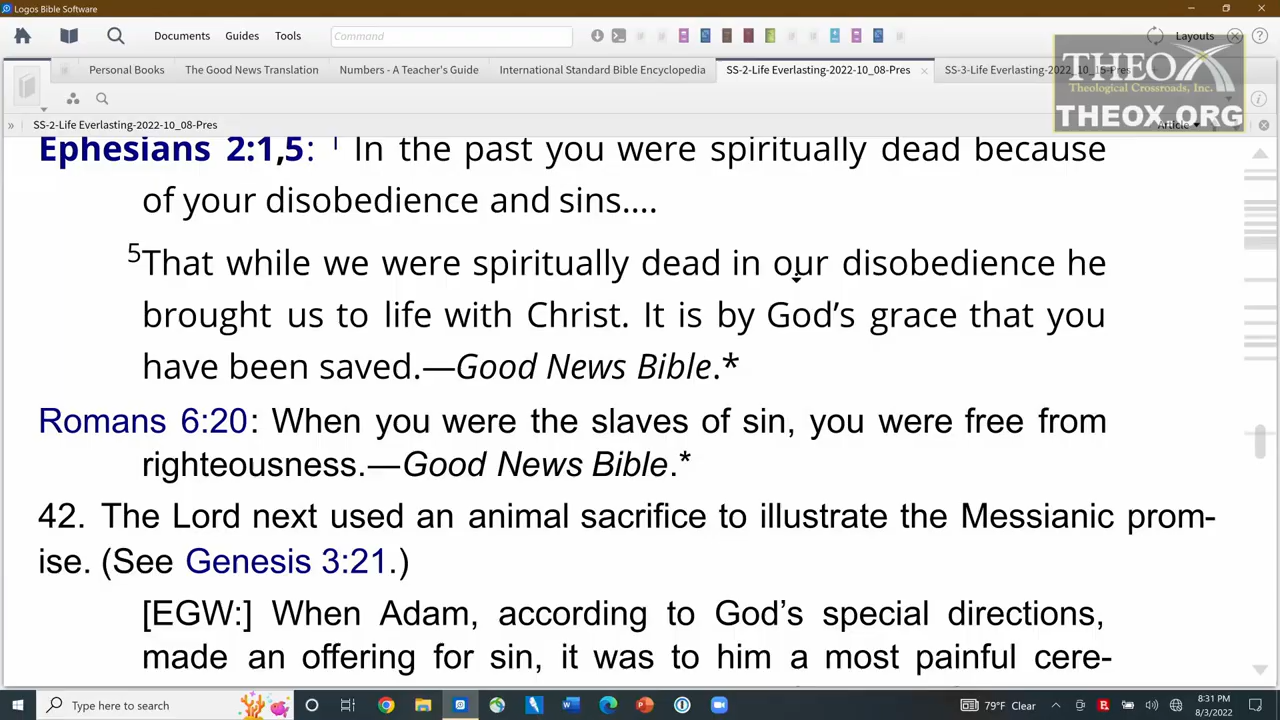 Logos Bible Software
Documents Guides Tools Command Layouts
Personal Books The Good News Translation International Standard Bible Encyclopedia SS-2-Life Everlasting-2022-10_08-Pres SS-3-Life Everlasting-2022-10_15-Pres
THEOX
Theological Crossroads, Inc.
THEOX.ORG
SS-2-Life Everlasting-2022-10_08-Pres Article
Ephesians 2:1,5: 1 In the past you were spiritually dead because
of your disobedience and sins....
5That while we were spiritually dead in our disobedience he
brought us to life with Christ. It is by God's grace that you
have been saved.—Good News Bible.*
Romans 6:20: When you were the slaves of sin, you were free from
righteousness.—Good News Bible.*
42. The Lord next used an animal sacrifice to illustrate the Messianic prom-
ise. (See Genesis 3:21.)
[EGW:] When Adam, according to God's special directions,
made an offering for sin, it was to him a most painful cere-
Type here to search 79°F Clear 8:31 PM
8/3/2022